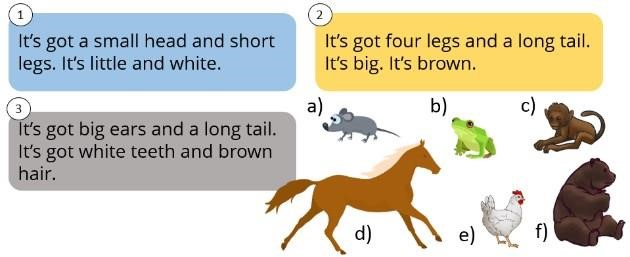 1
It's got a small head and short
legs. It's little and white.
2
It's got four legs and a long tail.
It's big. It's brown.
3
It's got big ears and a long tail.
It's got white teeth and brown
hair.
a)
b)
c)
d)
e)
f)